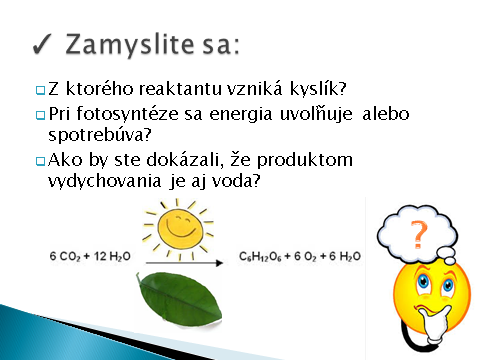 ✓ Zamyslite sa:
Z ktorého reaktantu vzniká kyslík?
Pri fotosyntéze sa energia uvoľňuje alebo
spotrebúva?
Ako by ste dokázali, že produktom
vydychovania je aj voda?
?
6 CO₂ + 12 H₂O C₆H₁₂O₆ + 6 O₂ + 6 H₂O